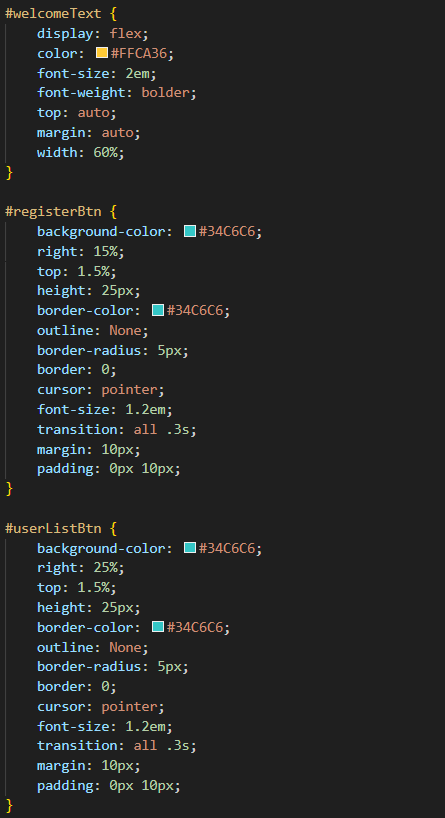 #welcomeText {
    display: flex;
    color: #FFCA36;
    font-size: 2em;
    font-weight: bolder;
    top: auto;
    margin: auto;
    width: 60%;
}

#registerBtn {
    background-color: #34C6C6;
    right: 15%;
    top: 1.5%;
    height: 25px;
    border-color: #34C6C6;
    outline: None;
    border-radius: 5px;
    border: 0;
    cursor: pointer;
    font-size: 1.2em;
    transition: all .3s;
    margin: 10px;
    padding: 0px 10px;
}

#userListBtn {
    background-color: #34C6C6;
    right: 25%;
    top: 1.5%;
    height: 25px;
    border-color: #34C6C6;
    outline: None;
    border-radius: 5px;
    border: 0;
    cursor: pointer;
    font-size: 1.2em;
    transition: all .3s;
    margin: 10px;
    padding: 0px 10px;
}